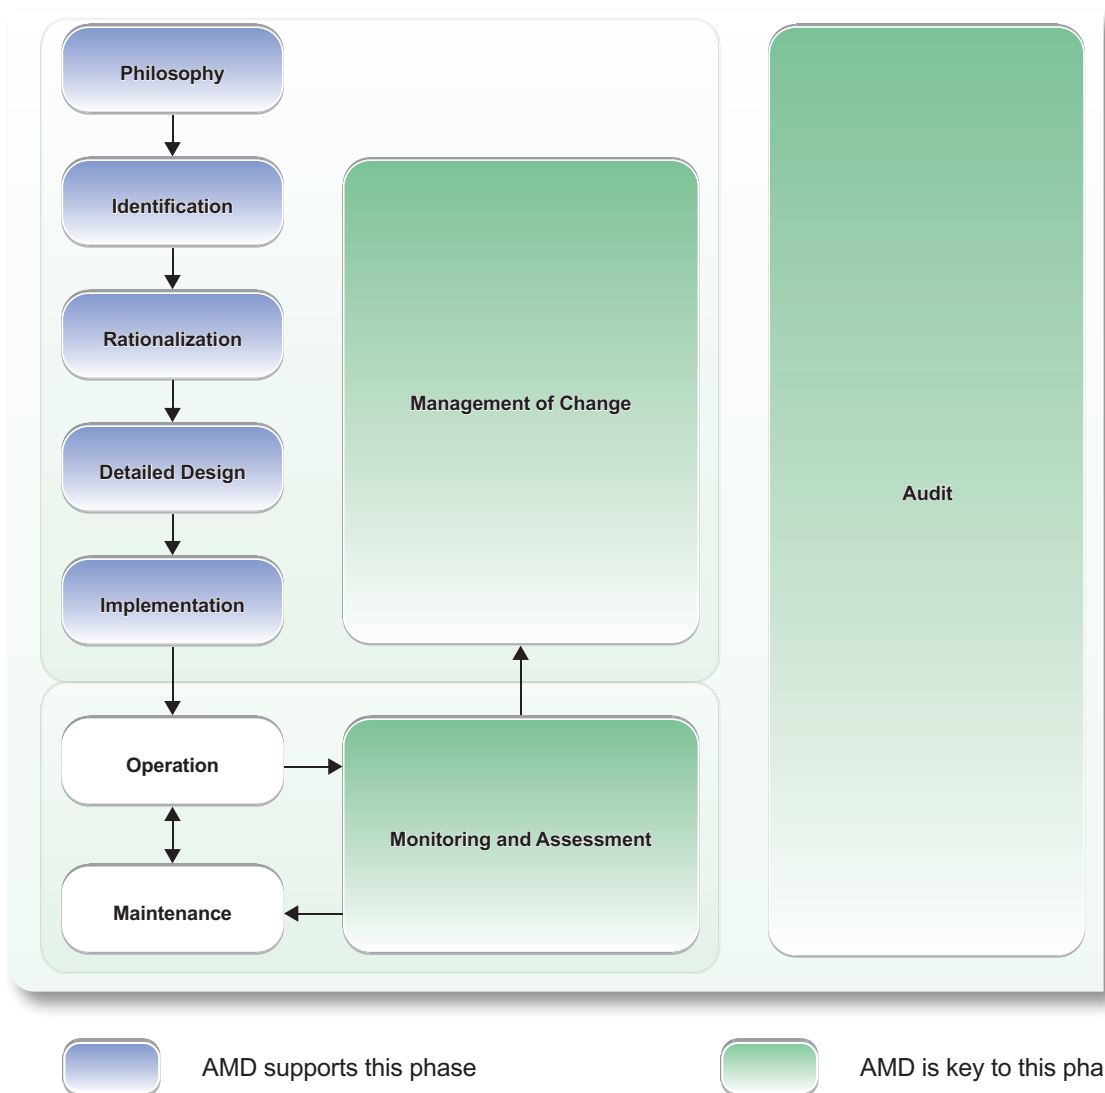 Philosophy
Identification
Rationalization
Detailed Design
Implementation
Management of Change
Audit
Operation
Monitoring and Assessment
Maintenance
AMD supports this phase
AMD is key to this pha